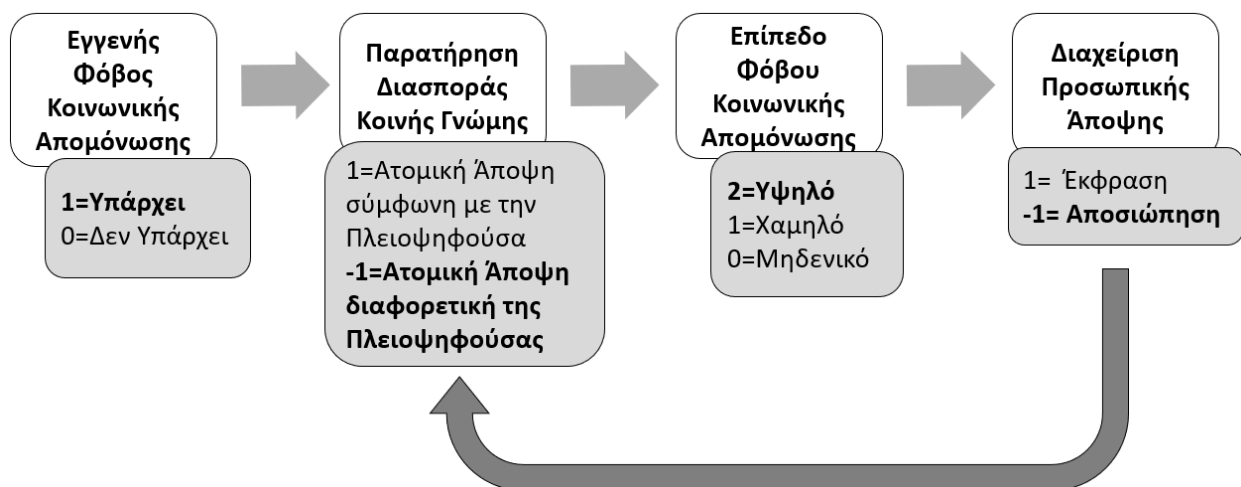 Εγγενής
Φόβος
Κοινωνικής
Απομόνωσης
1=Υπάρχει
0=Δεν Υπάρχει
Παρατήρηση
Διασποράς
Κοινής Γνώμης
1=Ατομική Άποψη
σύμφωνη με την
Πλειοψηφούσα
-1=Ατομική Άποψη
διαφορετική της
Πλειοψηφούσας
Επίπεδο
Φόβου
Κοινωνικής
Απομόνωσης
2=Υψηλό
1=Χαμηλό
0=Μηδενικό
Διαχείριση
Προσωπικής
Άποψης
1= Έκφραση
-1= Αποσιώπηση